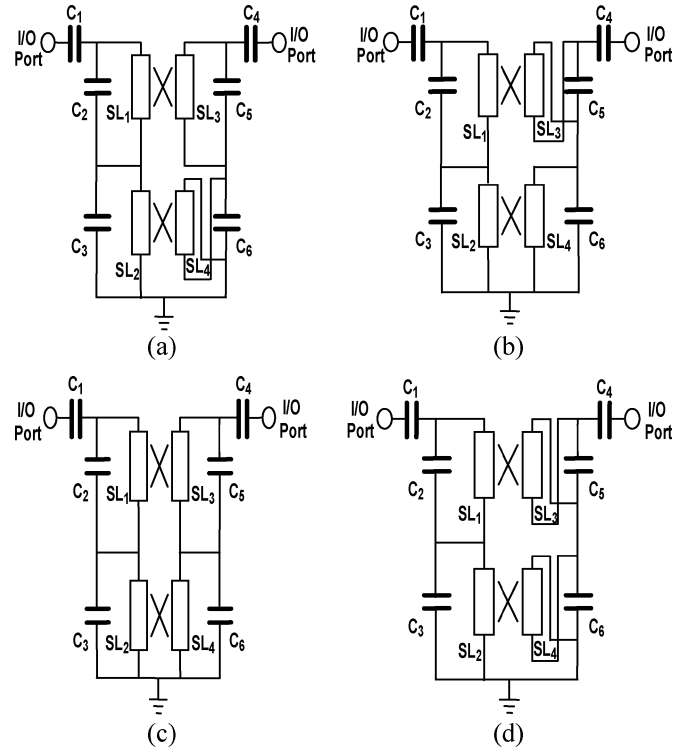 C1
I/O
Port
C4
I/O
Port
C2
SL1
SL3
C5
C3
SL2
SL4
C6
(a)
C1
I/O
Port
C4
I/O
Port
C2
SL1
SL3
C5
C3
SL2
SL4
C6
(b)
C1
I/O
Port
C4
I/O
Port
C2
SL1
SL3
C5
C3
SL2
SL4
C6
(c)
C1
I/O
Port
C4
I/O
Port
C2
SL1
SL3
C5
C3
SL2
SL4
C6
(d)